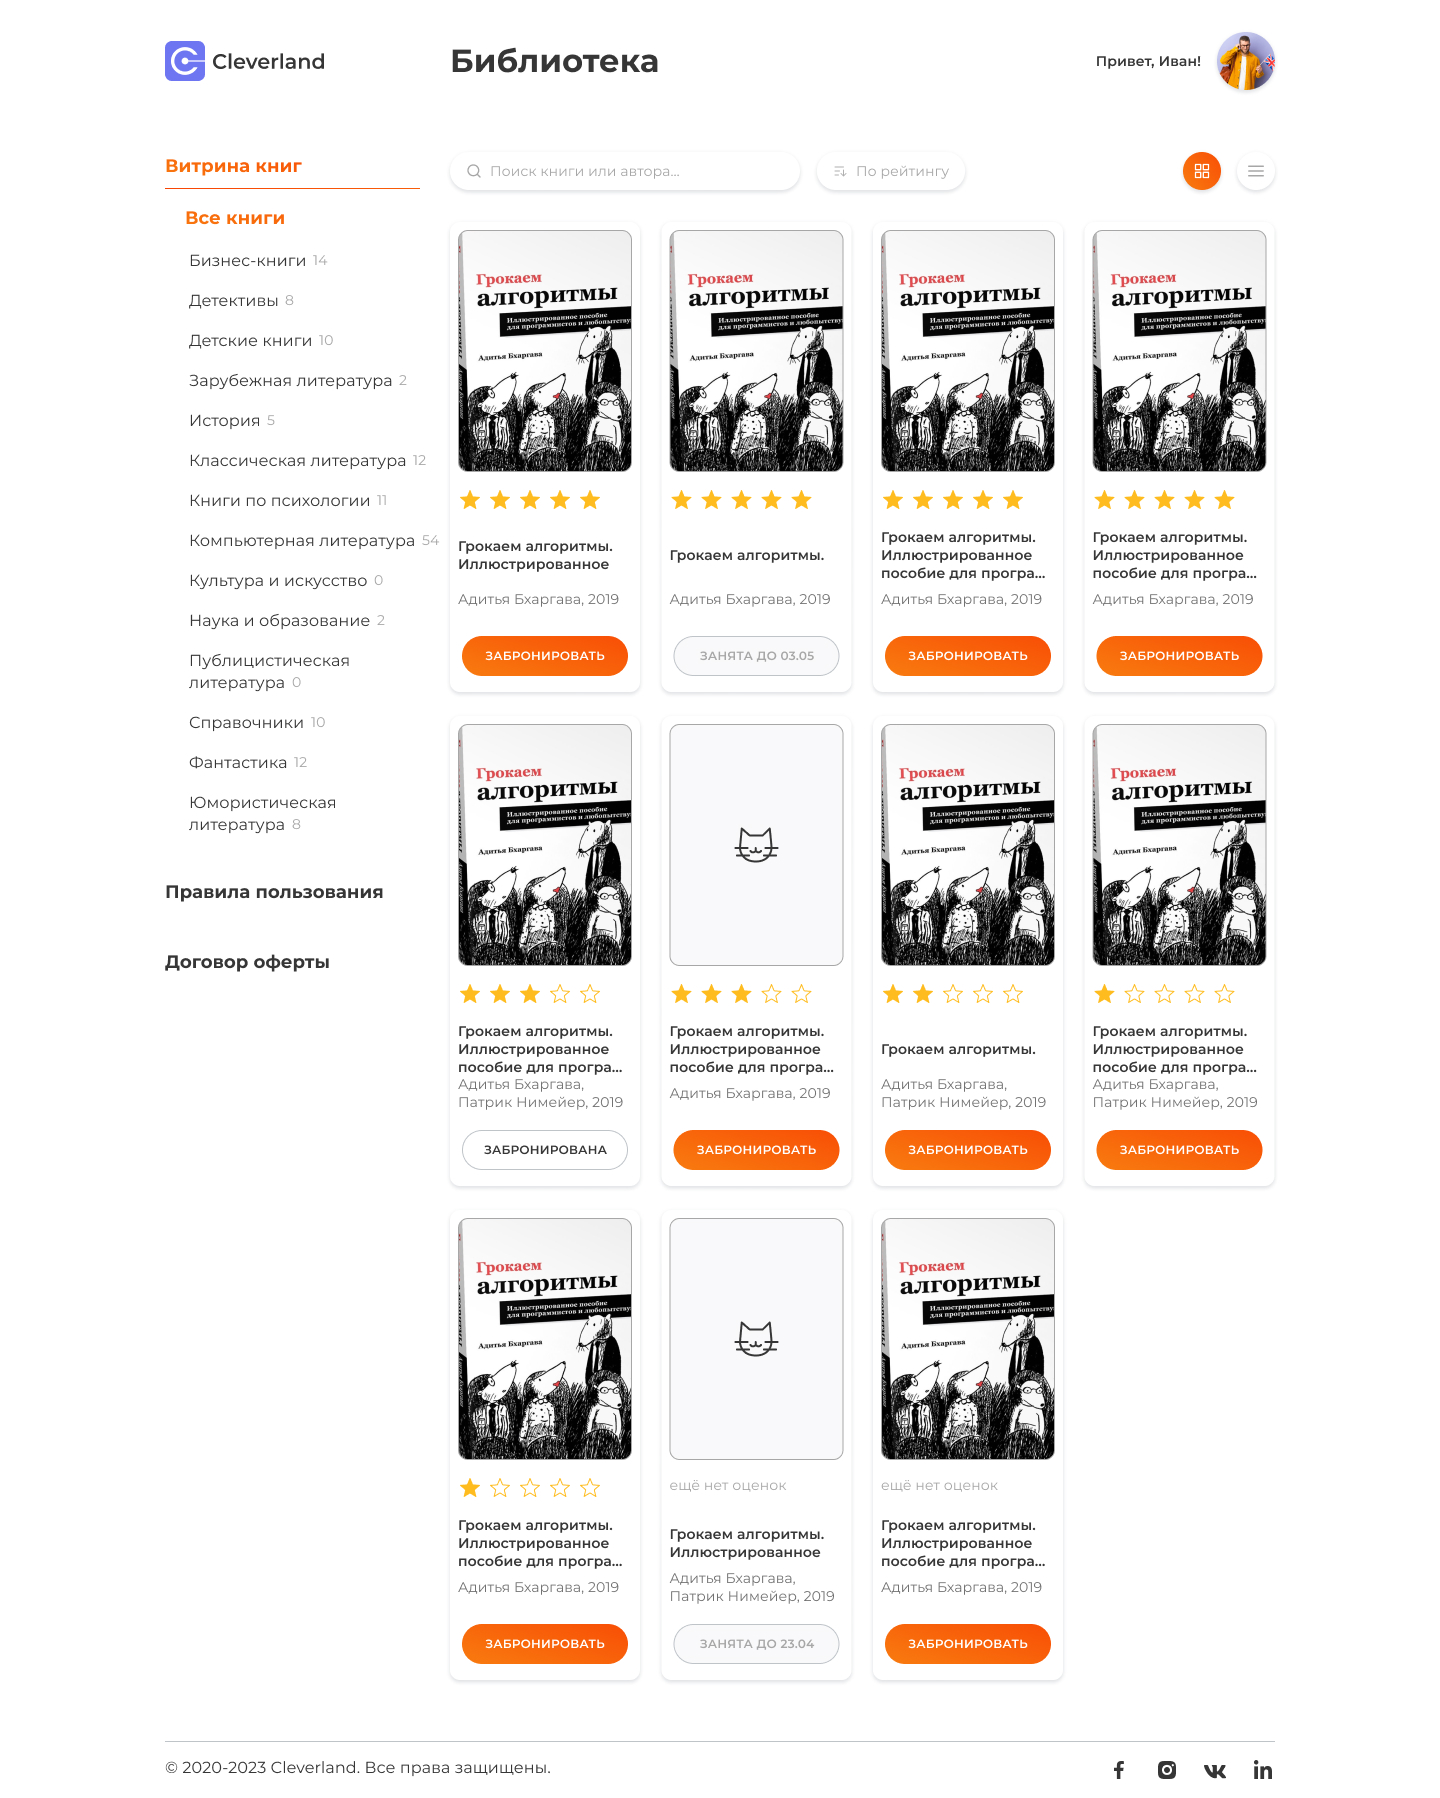 Cleverland
Библиотека
Привет, Иван!
Витрина книг
Все книги
Бизнес-книги 14
Детективы 8
Детские книги 10
Зарубежная литература 2
История 5
Классическая литература 12
Книги по психологии 11
Компьютерная литература 54
Культура и искусство 0
Наука и образование 2
Публицистическая
литература 0
Справочники 10
Фантастика 12
Юмористическая
литература 8
Правила пользования
Договор оферты
Поиск книги или автора...
По рейтингу
Грокаем
алгоритмы
Иллюстрированное пособие
для программистов и любопытству
Адитья Бхаргава
Грокаем алгоритмы.
Иллюстрированное
Адитья Бхаргава, 2019
ЗАБРОНИРОВАТЬ
Грокаем
алгоритмы
Иллюстрированное пособие
для программистов и любопытству
Адитья Бхаргава
Грокаем алгоритмы.
Адитья Бхаргава, 2019
ЗАНЯТА ДО 03.05
Грокаем
алгоритмы
Иллюстрированное пособие
для программистов и любопытству
Адитья Бхаргава
Грокаем алгоритмы.
Иллюстрированное
пособие для програ...
Адитья Бхаргава, 2019
ЗАБРОНИРОВАТЬ
Грокаем
алгоритмы
Иллюстрированное пособие
для программистов и любопытству
Адитья Бхаргава
Грокаем алгоритмы.
Иллюстрированное
пособие для програ...
Адитья Бхаргава, 2019
ЗАБРОНИРОВАТЬ
Грокаем
алгоритмы
Иллюстрированное пособие
для программистов и любопытству
Адитья Бхаргава
Грокаем алгоритмы.
Иллюстрированное
пособие для програ...
Адитья Бхаргава,
Патрик Нимейер, 2019
ЗАБРОНИРОВАНА
Грокаем алгоритмы.
Иллюстрированное
пособие для програ...
Адитья Бхаргава, 2019
ЗАБРОНИРОВАТЬ
Грокаем
алгоритмы
Иллюстрированное пособие
для программистов и любопытству
Адитья Бхаргава
Грокаем алгоритмы.
Адитья Бхаргава,
Патрик Нимейер, 2019
ЗАБРОНИРОВАТЬ
Грокаем
алгоритмы
Иллюстрированное пособие
для программистов и любопытству
Адитья Бхаргава
Грокаем алгоритмы.
Иллюстрированное
пособие для програ...
Адитья Бхаргава,
Патрик Нимейер, 2019
ЗАБРОНИРОВАТЬ
Грокаем
алгоритмы
Иллюстрированное пособие
для программистов и любопытству
Адитья Бхаргава
Грокаем алгоритмы.
Иллюстрированное
пособие для програ...
Адитья Бхаргава, 2019
ЗАБРОНИРОВАТЬ
ещё нет оценок
Грокаем алгоритмы.
Иллюстрированное
Адитья Бхаргава,
Патрик Нимейер, 2019
ЗАНЯТА ДО 23.04
Грокаем
алгоритмы
Иллюстрированное пособие
для программистов и любопытству
Адитья Бхаргава
ещё нет оценок
Грокаем алгоритмы.
Иллюстрированное
пособие для програ...
Адитья Бхаргава, 2019
ЗАБРОНИРОВАТЬ
© 2020-2023 Cleverland. Все права защищены.